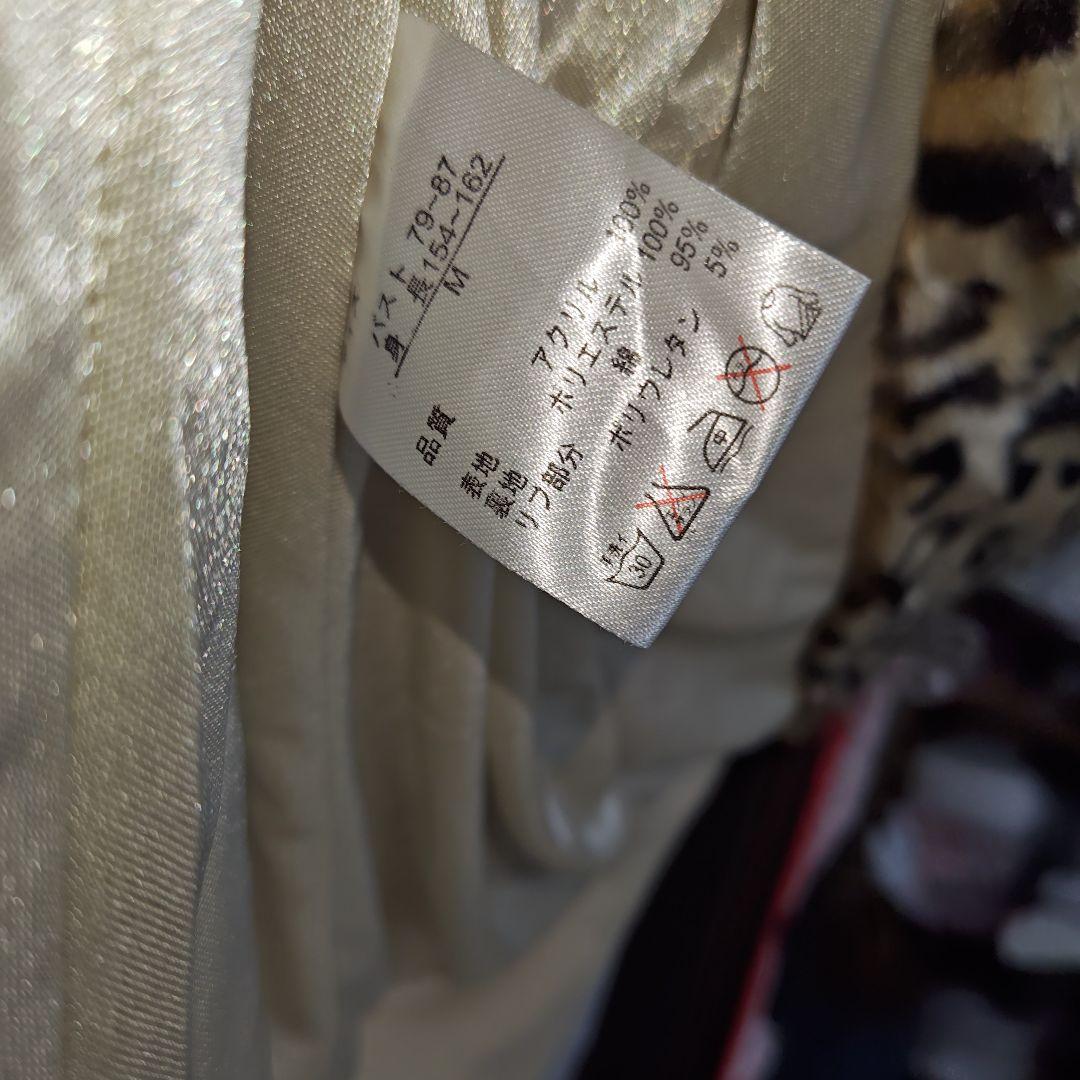 バスト 79~87
身長 154~162
M
品質
表地 アクリル 100%
裏地 ポリエステル 100%
リブ部分 綿 95%
ポリウレタン 5%
30
中